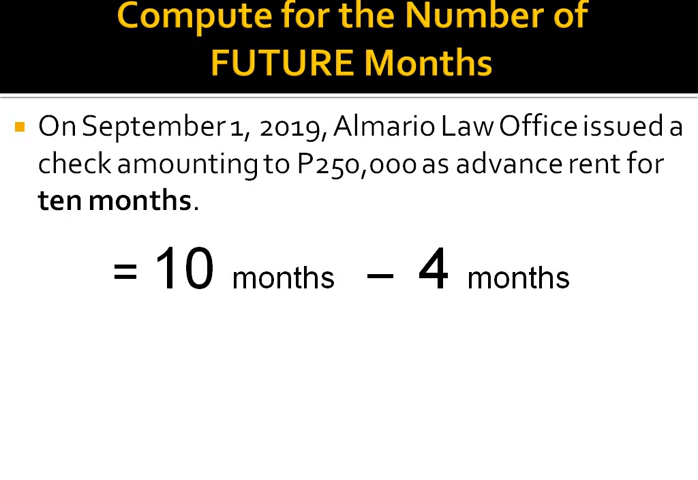 Compute for the Number of
FUTURE Months
On September 1, 2019, Almario Law Office issued a
check amounting to P250,000 as advance rent for
ten months.
= 10 months – 4 months